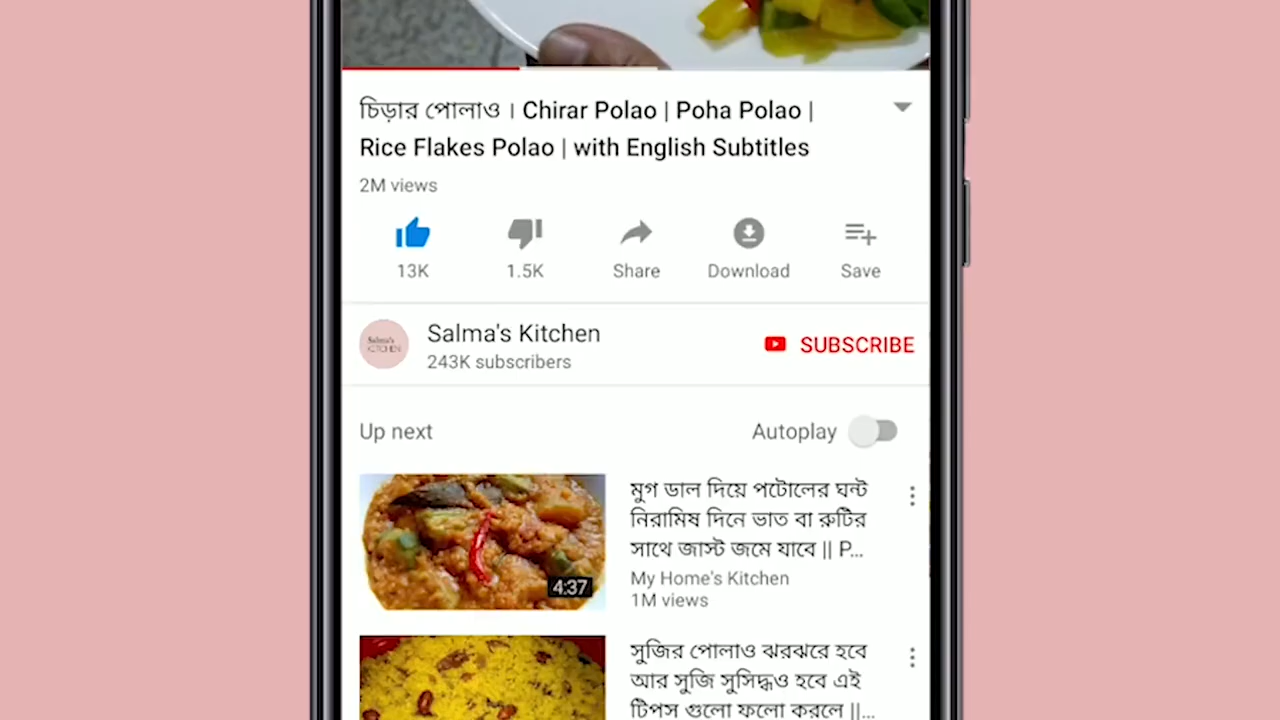 চিড়ার পোলাও । Chirar Polao | Poha Polao |
Rice Flakes Polao | with English Subtitles
2M views
13K
1.5K
Share
Download
Save
Salma's
KITCHEN
Salma's Kitchen
243K subscribers
SUBSCRIBE
Up next
Autoplay
মুগ ডাল দিয়ে পটোলের ঘন্ট
নিরামিষ দিনে ভাত বা রুটির
সাথে জাস্ট জমে যাবে || P...
My Home's Kitchen
1M views
4:37
সুজির পোলাও ঝরঝরে হবে
আর সুজি সুসিদ্ধও হবে এই
টিপস গুলো ফলো করলে ||...